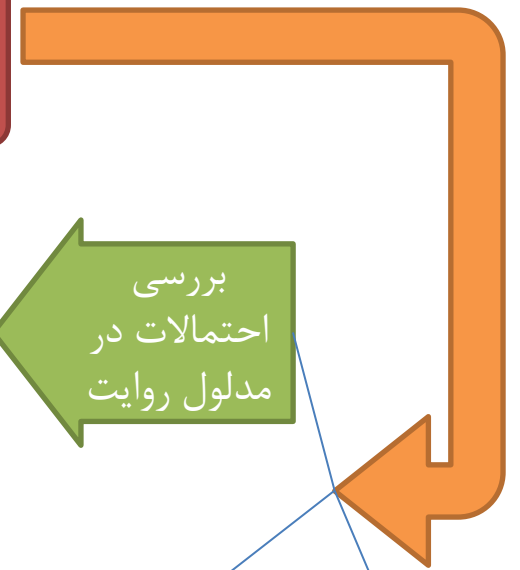 بررسی
احتمالات در
مدلول روایت